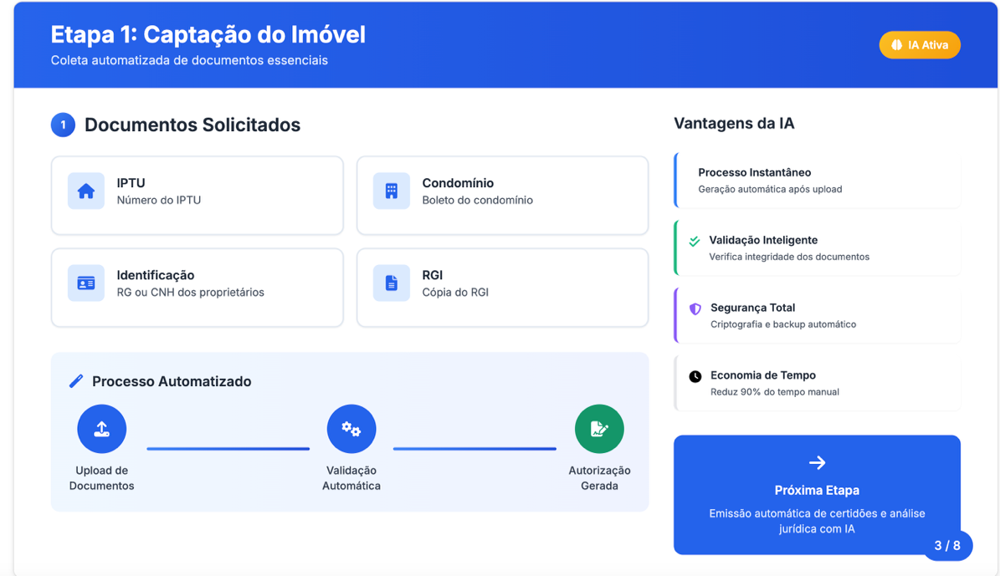 Etapa 1: Captação do Imóvel
Coleta automatizada de documentos essenciais
IA Ativa
1
Documentos Solicitados
IPTU
Número do IPTU
Condomínio
Boleto do condomínio
Identificação
RG ou CNH dos proprietários
RGI
Cópia do RGI
Processo Automatizado
Upload de
Documentos
Validação
Automática
Autorização
Gerada
Vantagens da IA
Processo Instantâneo
Geração automática após upload
Validação Inteligente
Verifica integridade dos documentos
Segurança Total
Criptografia e backup automático
Economia de Tempo
Reduz 90% do tempo manual
Próxima Etapa
Emissão automática de certidões e análise
jurídica com IA
3 / 8